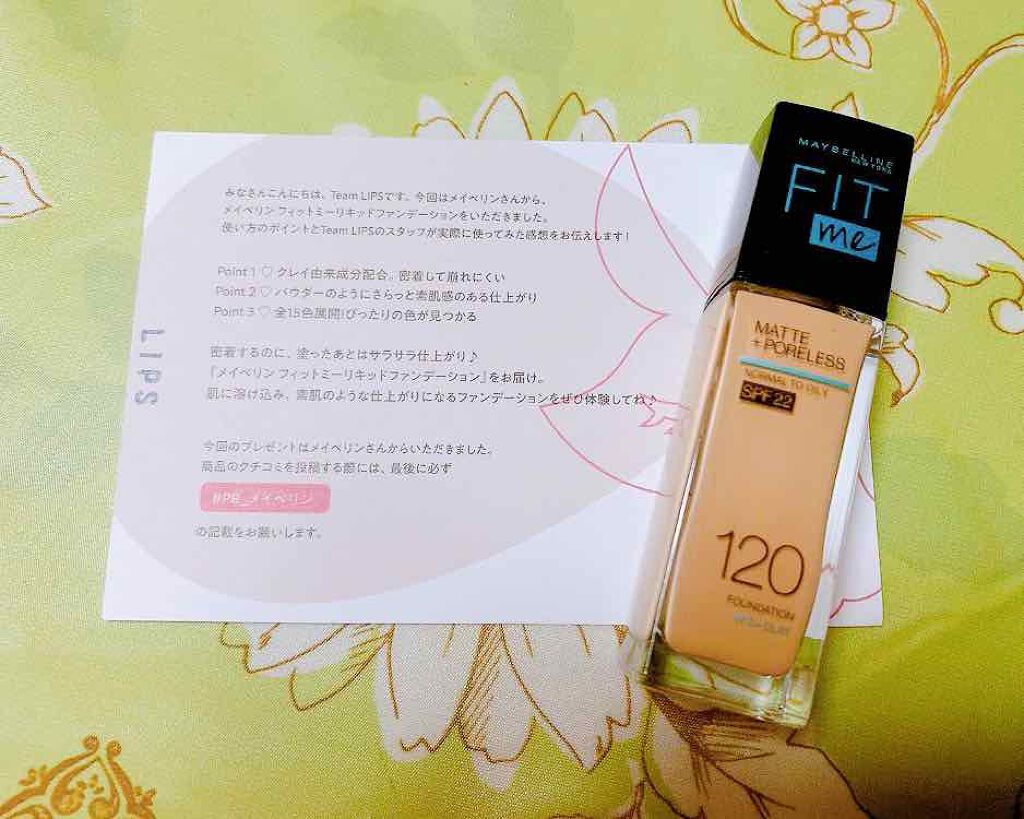 みなさんこんにちは、Team LIPSです。今回はメイベリンさんから、
メイベリン フィットミーリキッドファンデーションをいただきました。
使い方のポイントとTeam LIPSのスタッフが実際に使ってみた感想をお伝えします!
Point 1 ♡ クレイ由来成分配合。密着して崩れにくい
Point 2 ♡ パウダーのようにさらっと素肌感のある仕上がり
Point 3 ♡ 全15色展開!ぴったりの色が見つかる
密着するのに、塗ったあとはサラサラ仕上がり♪
『メイベリン フィットミーリキッドファンデーション』をお届け。
肌に溶け込み、素肌のような仕上がりになるファンデーションをぜひ体験してね♪
今回のプレゼントはメイベリンさんからいただきました。
商品のクチコミを投稿する際には、最後に必ず
#PR_メイベリン
の記載をお願いします。
LIPS
MAYBELLINE
NEW YORK
FIT
me
MATTE
+PORELESS
NORMAL TO OILY
SPF 22
120
FOUNDATION